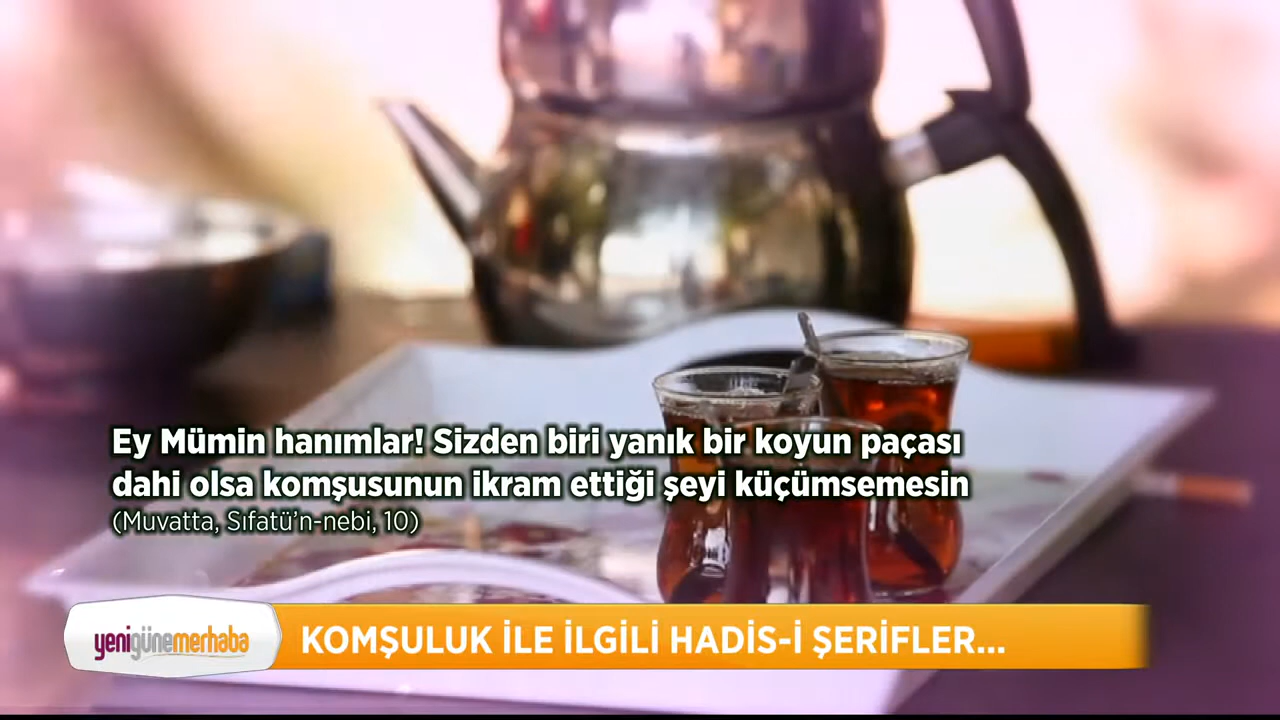 Ey Mümin hanımlar! Sizden biri yanık bir koyun paçası
dahi olsa komşusunun ikram ettiği şeyi küçümsemesin
(Muvatta, Sıfatü’n-nebi, 10)
yenigünemerhaba
KOMŞULUK İLE İLGİLİ HADİS-İ ŞERİFLER...